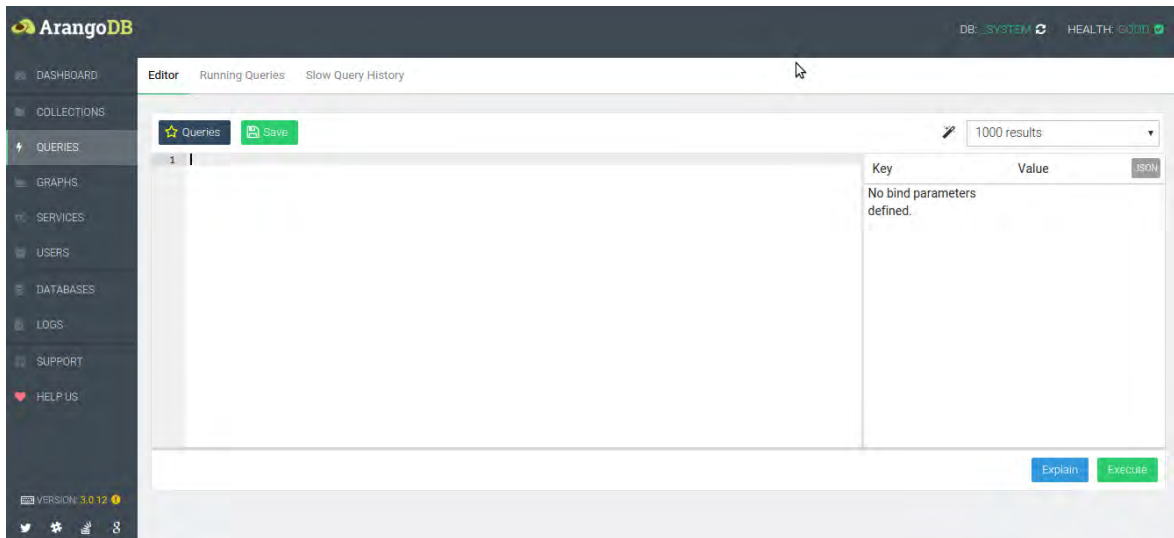 ArangoDB
DB: _SYSTEM HEALTH: GOOD
DASHBOARD
COLLECTIONS
QUERIES
GRAPHS
SERVICES
USERS
DATABASES
LOGS
SUPPORT
HELP US
VERSION: 3.0.12
Editor Running Queries Slow Query History
Queries Save
1000 results
1
Key Value JSON
No bind parameters
defined.
Explain Execute